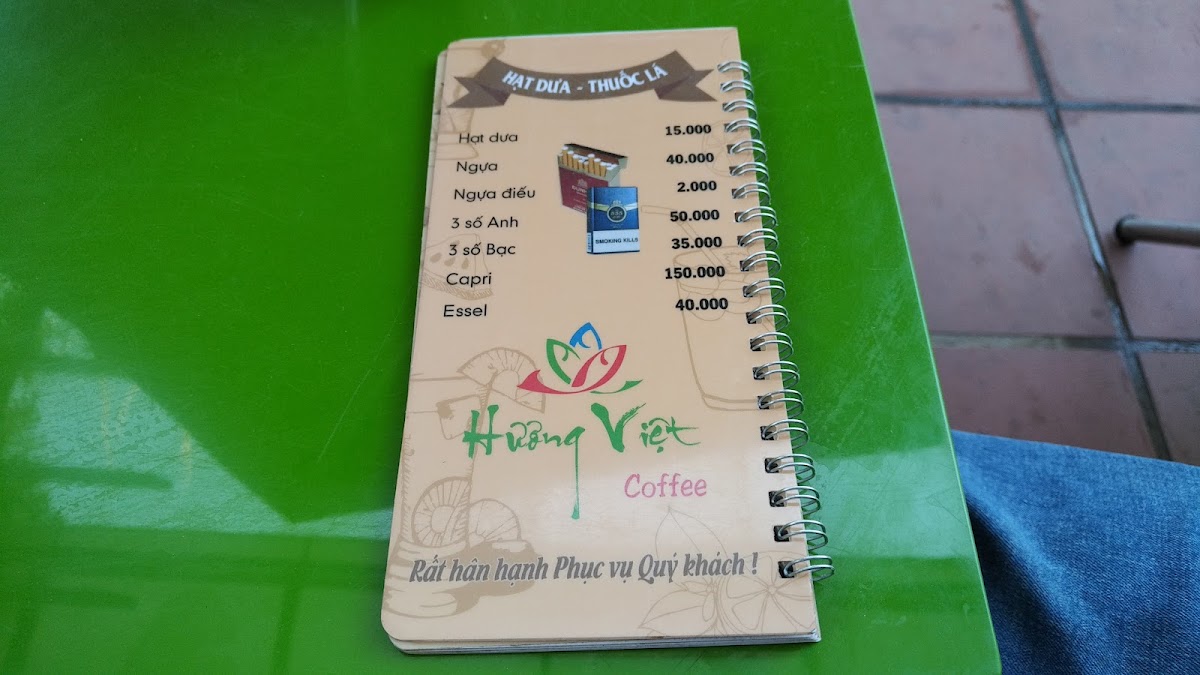 HẠT DƯA - THUỐC LÁ
Hạt dưa 15.000
Ngựa 40.000
Ngựa điếu 2.000
3 số Anh 50.000
3 số Bạc 35.000
Capri 150.000
Essel 40.000
SMOKING KILLS
Hương Việt
Coffee
Rất hân hạnh Phục vụ Quý khách !